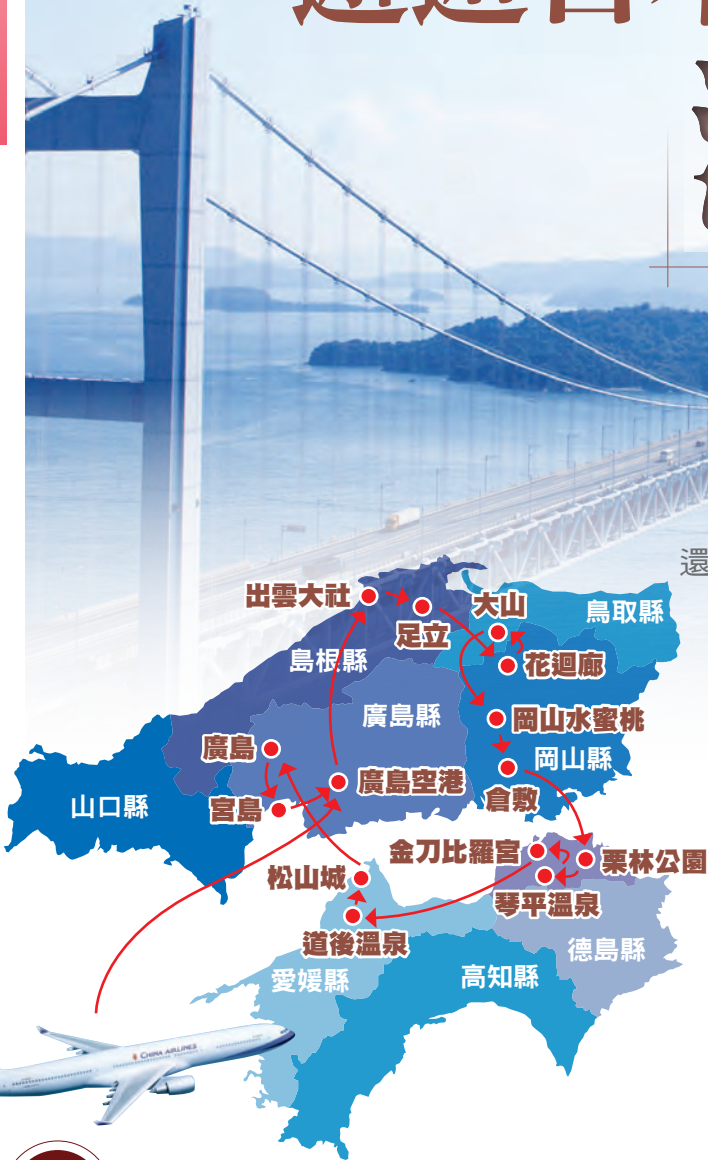 還
出雲大社
足立
大山
鳥取縣
花迴廊
島根縣
廣島縣
岡山水蜜桃
岡山縣
廣島
廣島空港
倉敷
宮島
山口縣
金刀比羅宮
栗林公園
松山城
琴平溫泉
道後溫泉
德島縣
愛媛縣
高知縣
CHINA AIRLINES